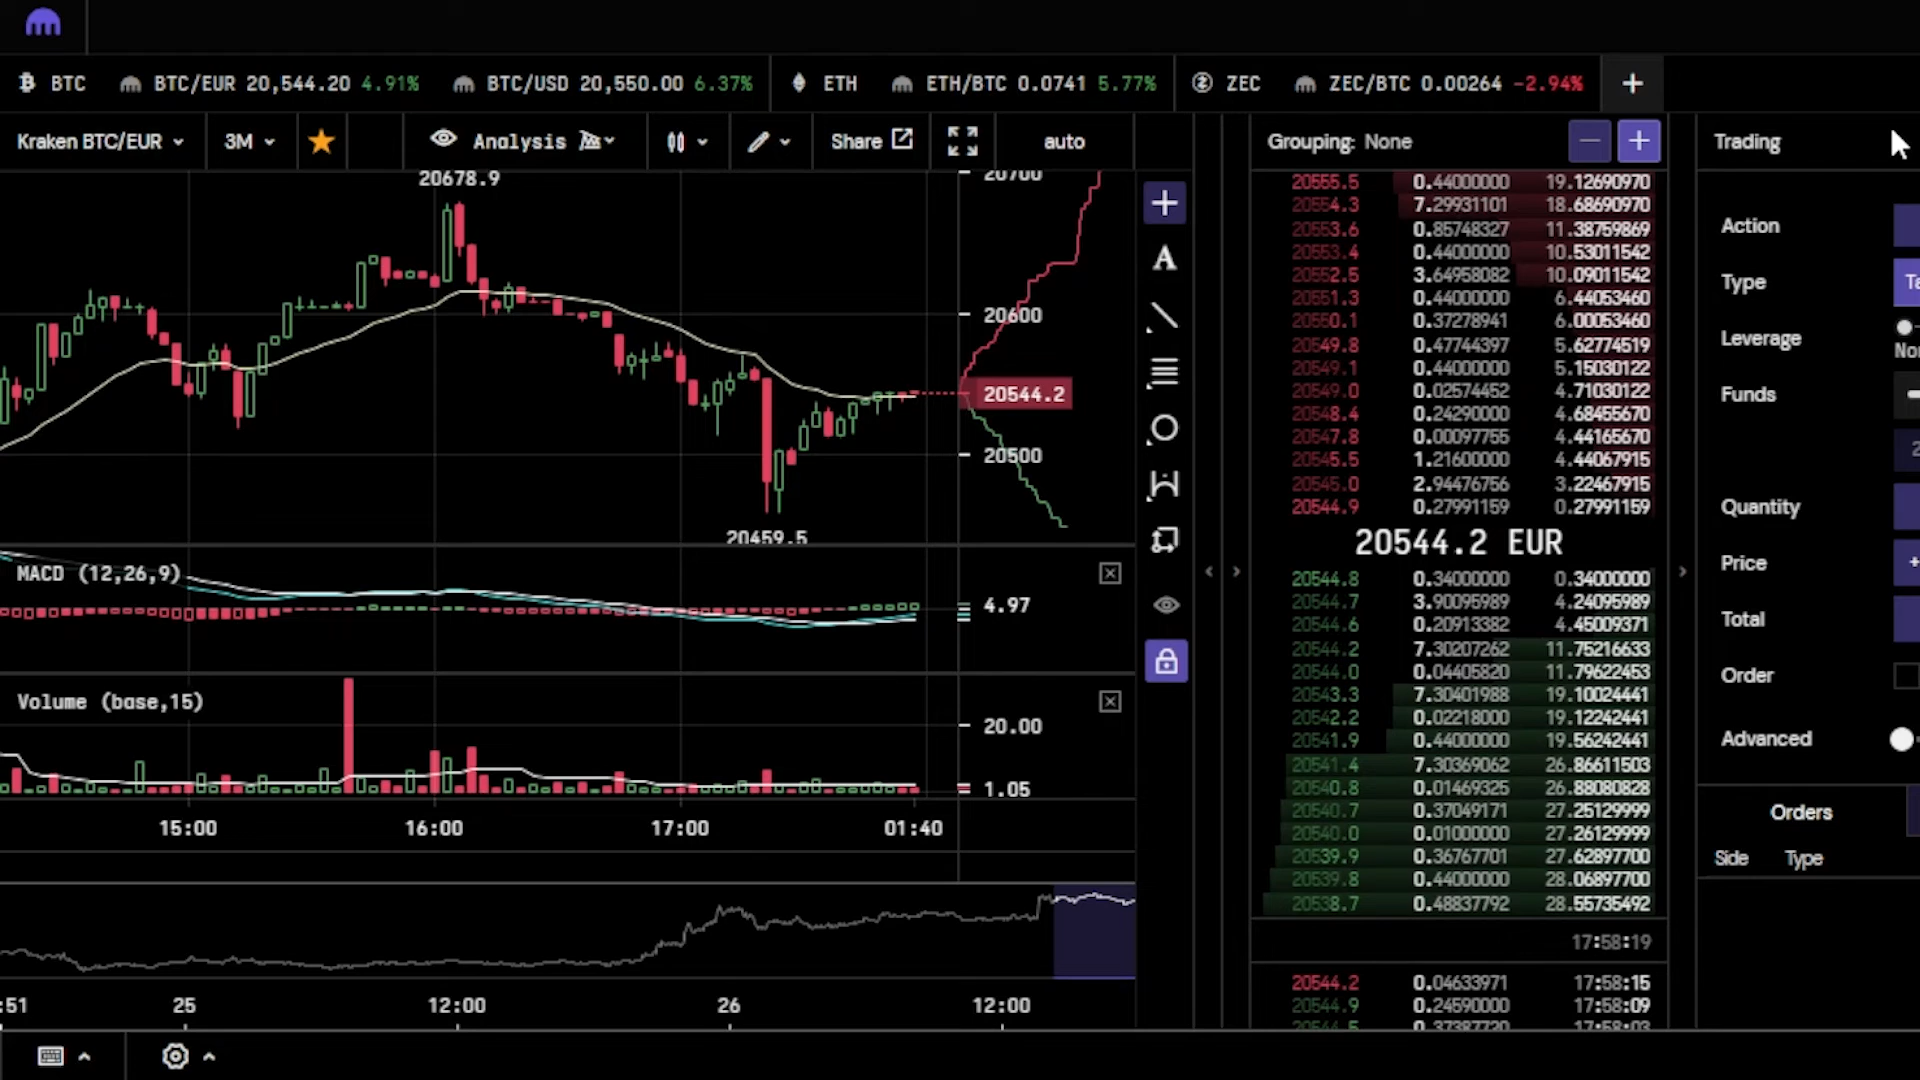 BTC BTC/EUR 20,544.20 4.91% BTC/USD 20,550.00 6.37% ETH ETH/BTC 0.0741 5.77% ZEC ZEC/BTC 0.00264 -2.94% +
Kraken BTC/EUR 3M Analysis Share auto
20678.9
20700
20600
20544.2
20500
20459.5
MACD (12,26,9)
4.97
Volume (base,15)
20.00
1.05
15:00 16:00 17:00 01:40
:51 25 12:00 26 12:00
A
Grouping: None
20555.5 0.44000000 19.12690970
20554.3 7.29931101 18.68690970
20553.6 0.85748327 11.38759869
20553.4 0.44000000 10.53011542
20552.5 3.64958082 10.09011542
20551.3 0.44000000 6.44053460
20550.1 0.37278941 6.00053460
20549.8 0.47744397 5.62774519
20549.1 0.44000000 5.15030122
20549.0 0.02574452 4.71030122
20548.4 0.24290000 4.68455670
20547.8 0.00097755 4.44165670
20545.5 1.21600000 4.44067915
20545.0 2.94476756 3.22467915
20544.9 0.27991159 0.27991159
20544.2 EUR
20544.8 0.34000000 0.34000000
20544.7 3.90095989 4.24095989
20544.6 0.20913382 4.45009371
20544.2 7.30207262 11.75216633
20544.0 0.04405820 11.79622453
20543.3 7.30401988 19.10024441
20542.2 0.02218000 19.12242441
20541.9 0.44000000 19.56242441
20541.4 7.30369062 26.86611503
20540.8 0.01469325 26.88080828
20540.7 0.37049171 27.25129999
20540.0 0.01000000 27.26129999
20539.9 0.36767701 27.62897700
20539.8 0.44000000 28.06897700
20538.7 0.48837792 28.55735492
17:58:19
20544.2 0.04633971 17:58:15
20544.9 0.24590000 17:58:09
20544.5 0.37387720 17:58:03
Trading
Action
Type Ta
Leverage
Nor
Funds
2
Quantity
Price +
Total
Order
Advanced
Orders
Side Type